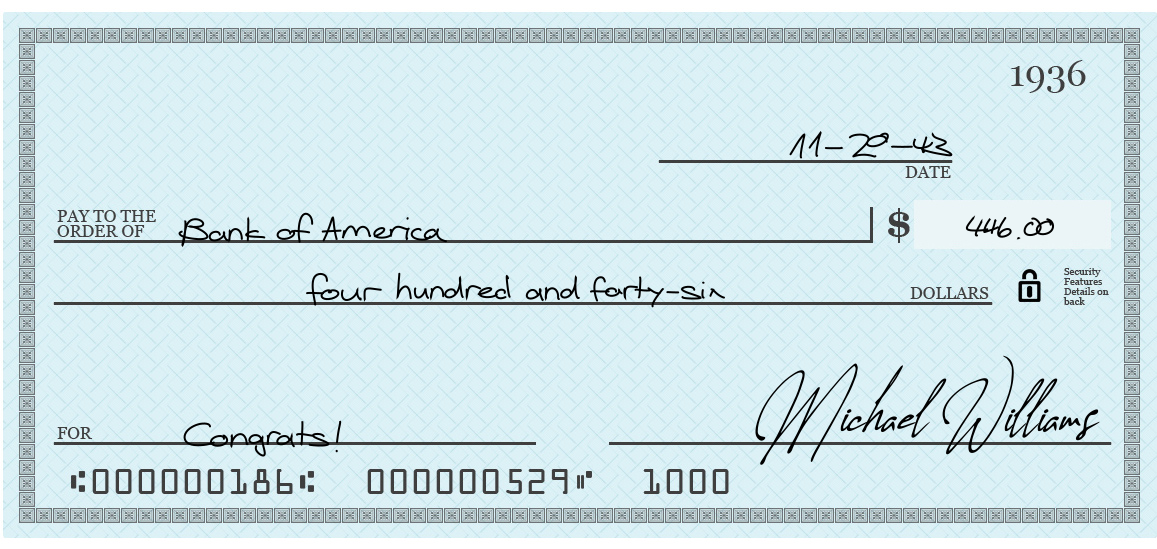 1936
11-29-43
DATE
PAY TO THE
ORDER OF Bank of America $ 446.00
four hundred and forty-six DOLLARS
Security
Features
Details on
back
FOR Congrats! Michael Williams
⑆000000186⑆ 000000529⑈ 1000